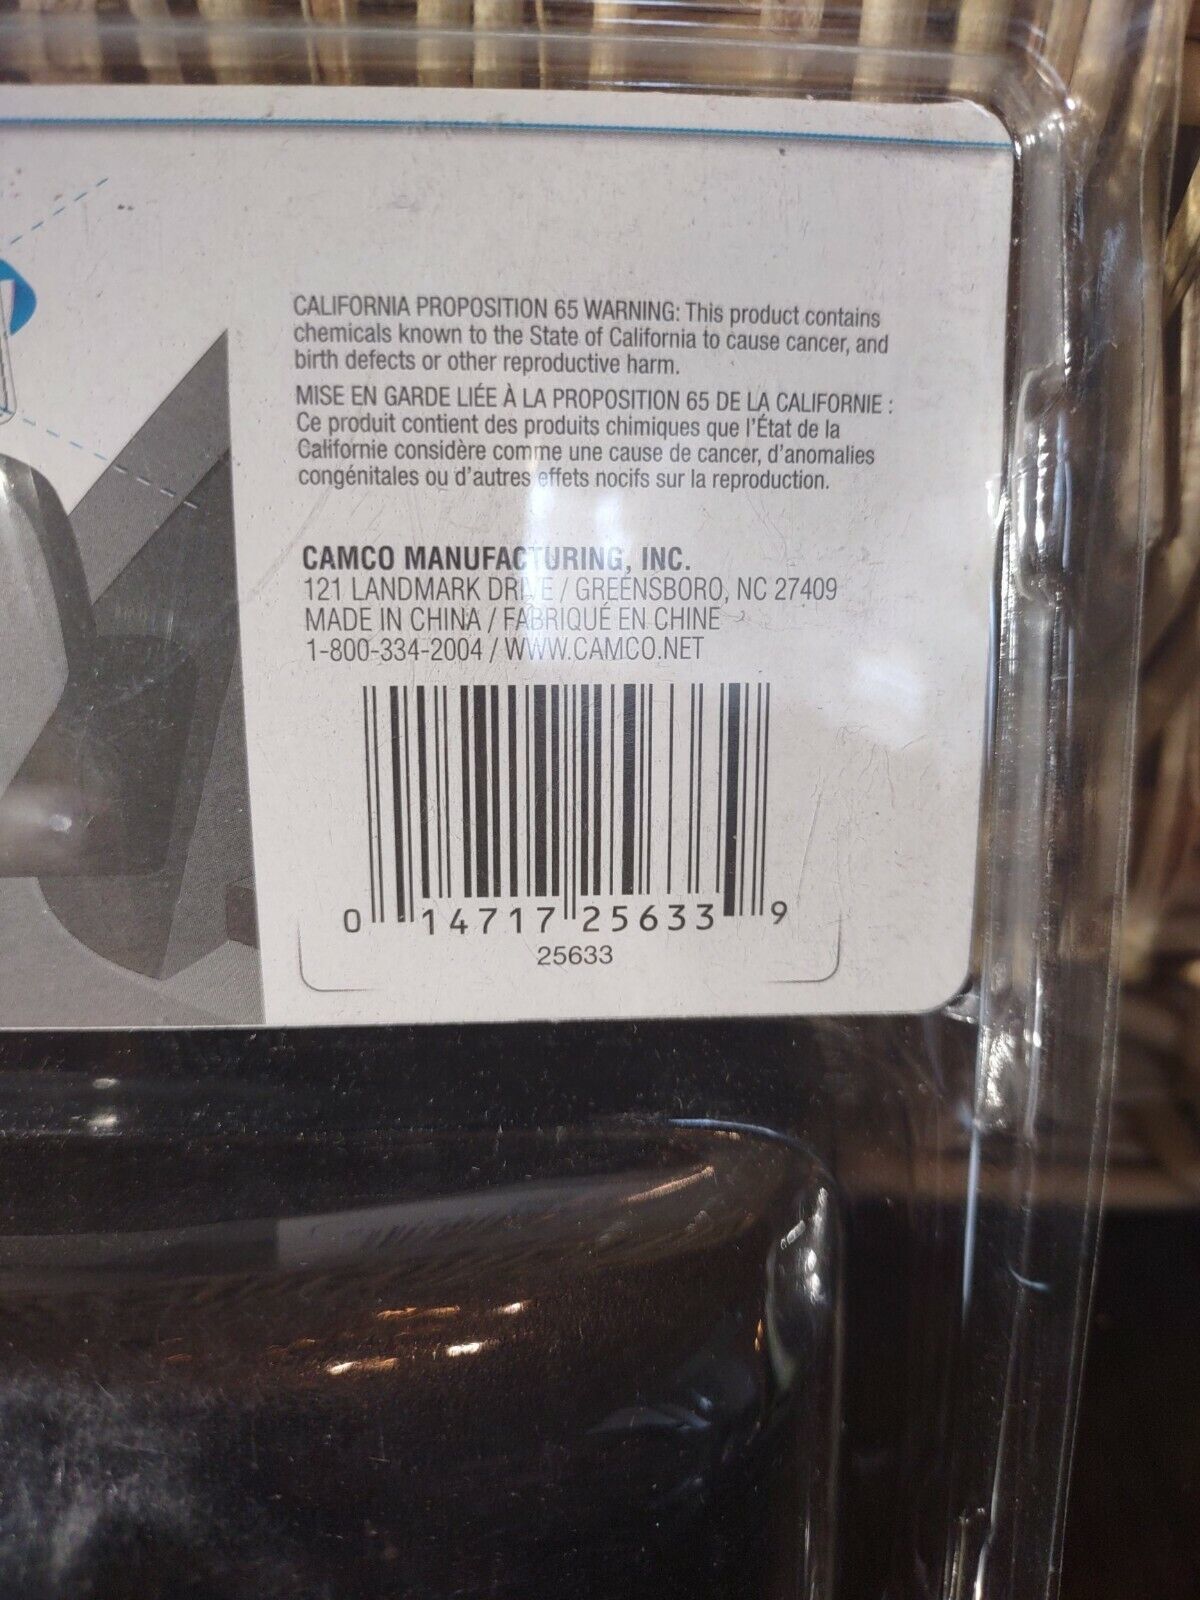 CALIFORNIA PROPOSITION 65 WARNING: This product contains
chemicals known to the State of California to cause cancer, and
birth defects or other reproductive harm.
MISE EN GARDE LIÉE À LA PROPOSITION 65 DE LA CALIFORNIE :
Ce produit contient des produits chimiques que l'État de la
Californie considère comme une cause de cancer, d'anomalies
congénitales ou d'autres effets nocifs sur la reproduction.
CAMCO MANUFACTURING, INC.
121 LANDMARK DRIVE / GREENSBORO, NC 27409
MADE IN CHINA / FABRIQUÉ EN CHINE
1-800-334-2004 / WWW.CAMCO.NET
0 14717 25633 9
25633